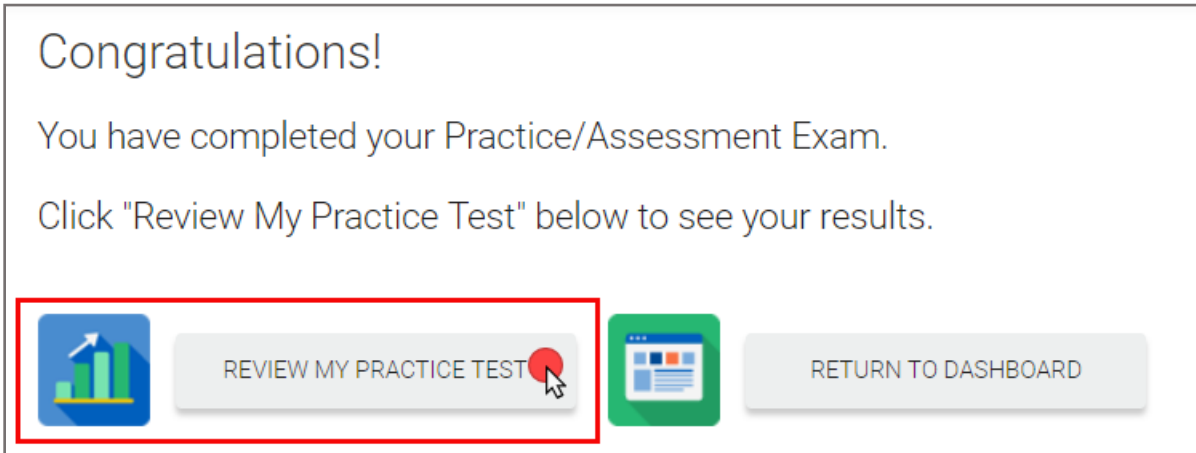 Congratulations!
You have completed your Practice/Assessment Exam.
Click "Review My Practice Test" below to see your results.
REVIEW MY PRACTICE TEST
RETURN TO DASHBOARD